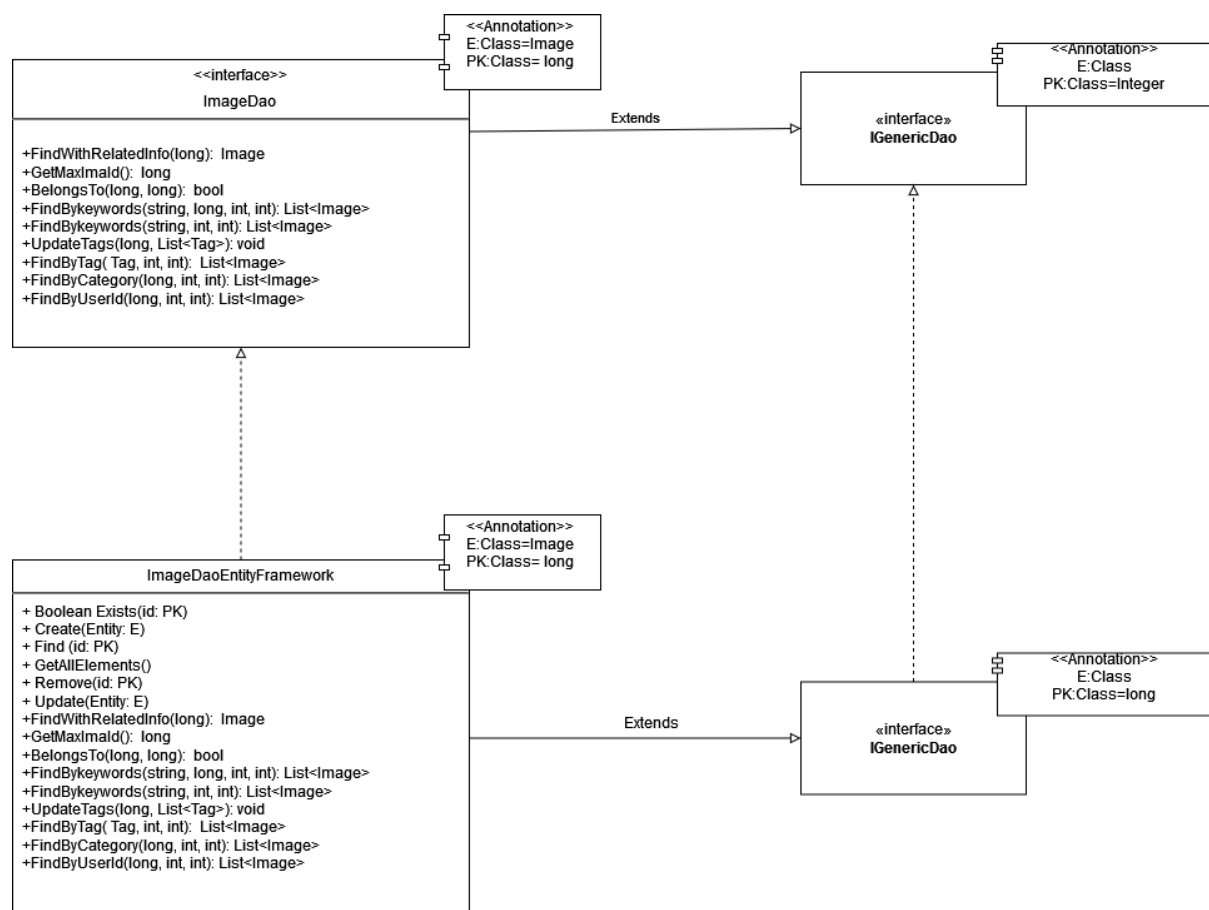 <<Annotation>>
E:Class=Image
PK:Class= long
<<interface>>
ImageDao
+FindWithRelatedInfo(long): Image
+GetMaxImaId(): long
+BelongsTo(long, long): bool
+FindBykeywords(string, long, int, int): List<Image>
+FindBykeywords(string, int, int): List<Image>
+UpdateTags(long, List<Tag>): void
+FindByTag( Tag, int, int): List<Image>
+FindByCategory(long, int, int): List<Image>
+FindByUserId(long, int, int): List<Image>
Extends
<<Annotation>>
E:Class
PK:Class=Integer
«interface»
IGenericDao
<<Annotation>>
E:Class=Image
PK:Class= long
ImageDaoEntityFramework
+ Boolean Exists(id: PK)
+ Create(Entity: E)
+ Find (id: PK)
+ GetAllElements()
+ Remove(id: PK)
+ Update(Entity: E)
+FindWithRelatedInfo(long): Image
+GetMaxImaId(): long
+BelongsTo(long, long): bool
+FindBykeywords(string, long, int, int): List<Image>
+FindBykeywords(string, int, int): List<Image>
+UpdateTags(long, List<Tag>): void
+FindByTag( Tag, int, int): List<Image>
+FindByCategory(long, int, int): List<Image>
+FindByUserId(long, int, int): List<Image>
Extends
<<Annotation>>
E:Class
PK:Class=long
«interface»
IGenericDao